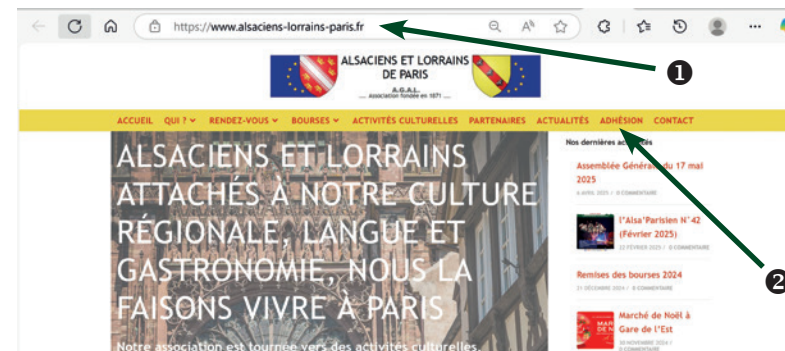 https://www.alsaciens-lorrains-paris.fr
❶
ALSACIENS ET LORRAINS
DE PARIS
A.G.A.L.
Association fondée en 1871
ACCUEIL QUI ? RENDEZ-VOUS BOURSES ACTIVITÉS CULTURELLES PARTENAIRES ACTUALITÉS ADHÉSION CONTACT
ALSACIENS ET LORRAINS
ATTACHÉS À NOTRE CULTURE
RÉGIONALE, LANGUE ET
GASTRONOMIE, NOUS LA
FAISONS VIVRE À PARIS
Notre association est tournée vers des activités culturelles,
Nos dernières
Assemblée Générale du 17 mai
2025
6 AVRIL 2025 / 0 COMMENTAIRE
l'Alsa'Parisien N°42
(Février 2025)
22 FÉVRIER 2025 / 0 COMMENTAIRE
❷
Remises des bourses 2024
21 DÉCEMBRE 2024 / 0 COMMENTAIRE
Marché de Noël à
Gare de l'Est
30 NOVEMBRE 2024 /
0 COMMENTAIRE